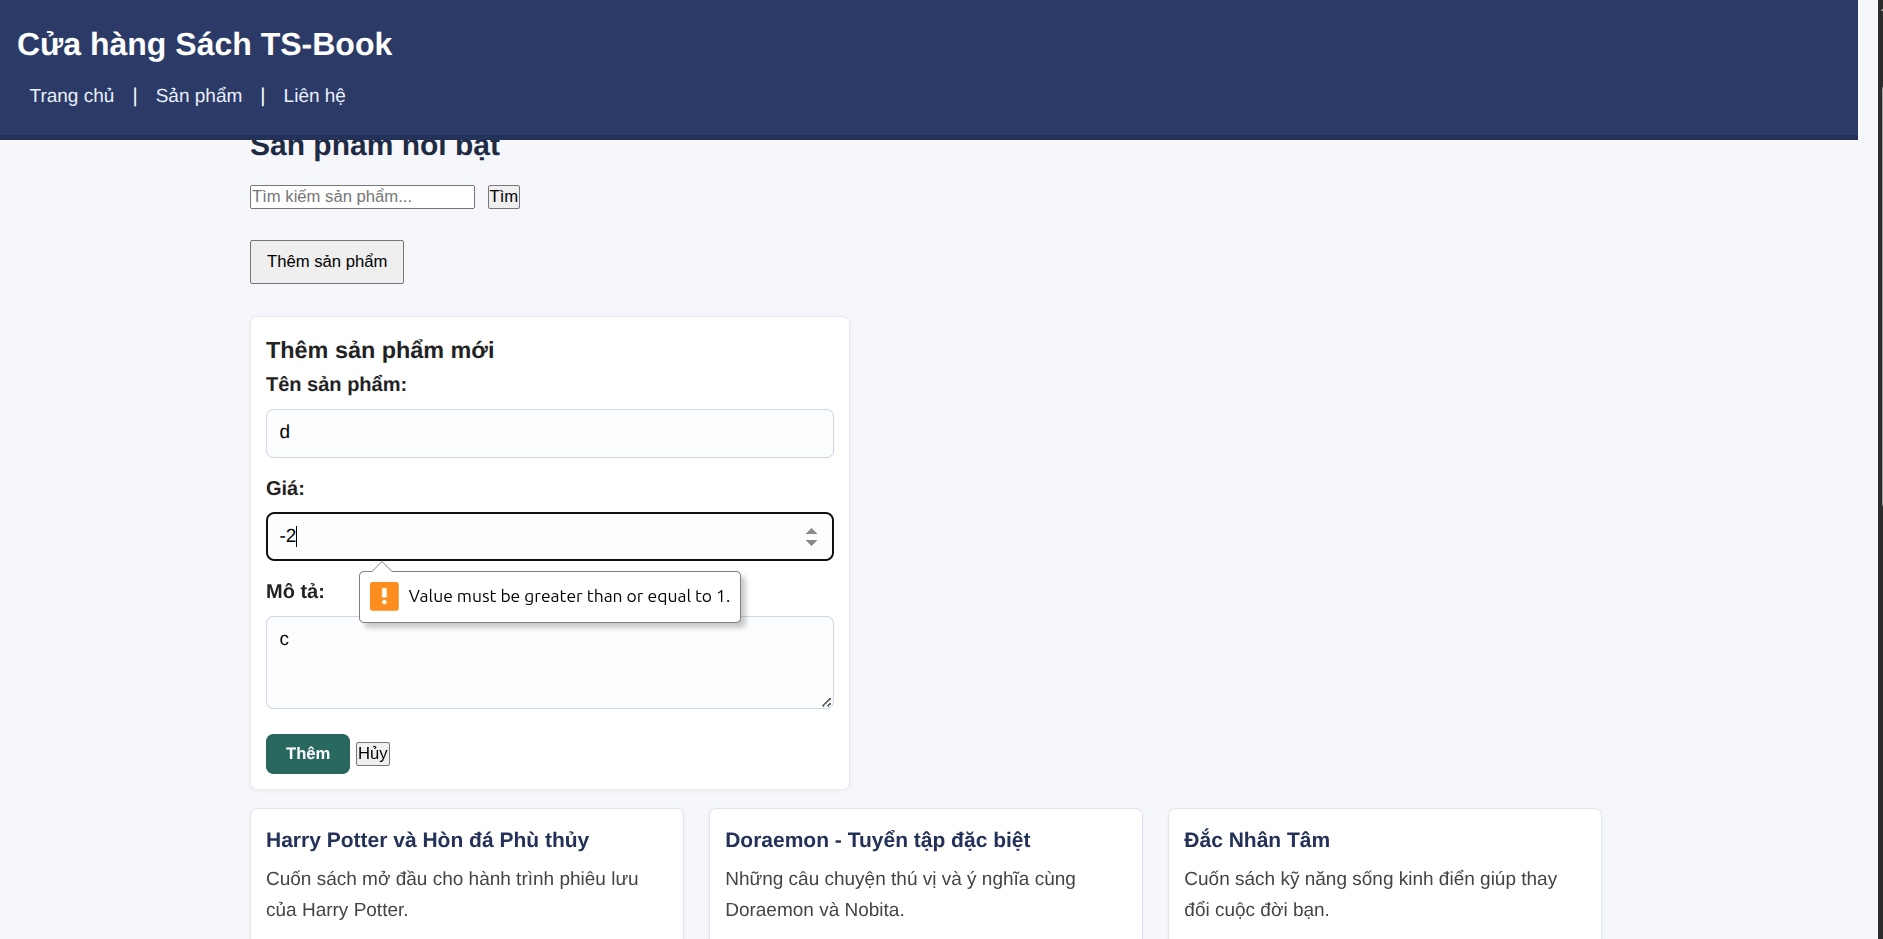 Cửa hàng Sách TS-Book
Trang chủ | Sản phẩm | Liên hệ
Sản phẩm nổi bật
Tìm kiếm sản phẩm... Tìm
Thêm sản phẩm
Thêm sản phẩm mới
Tên sản phẩm:
d
Giá:
-2
Value must be greater than or equal to 1.
Mô tả:
c
Thêm Hủy
Harry Potter và Hòn đá Phù thủy
Cuốn sách mở đầu cho hành trình phiêu lưu
của Harry Potter.
Doraemon - Tuyển tập đặc biệt
Những câu chuyện thú vị và ý nghĩa cùng
Doraemon và Nobita.
Đắc Nhân Tâm
Cuốn sách kỹ năng sống kinh điển giúp thay
đổi cuộc đời bạn.